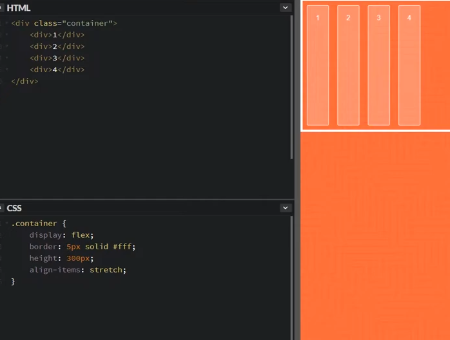 HTML
<div class="container">
<div>1</div>
<div>2</div>
<div>3</div>
<div>4</div>
</div>
1 2 3 4
CSS
.container {
display: flex;
border: 5px solid #fff;
height: 300px;
align-items: stretch;
}